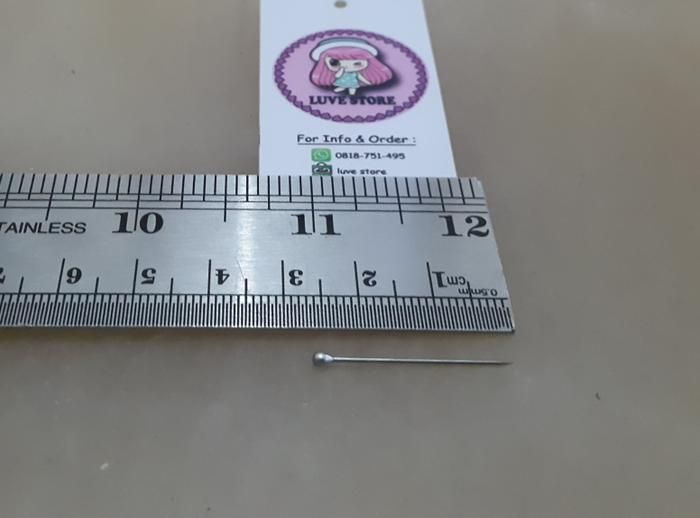 LUVE STORE
For Info & Order :
0818-751-495
luve store
TAINLESS 10 11 12
6 5 4 3 2 1cm
0.5mm